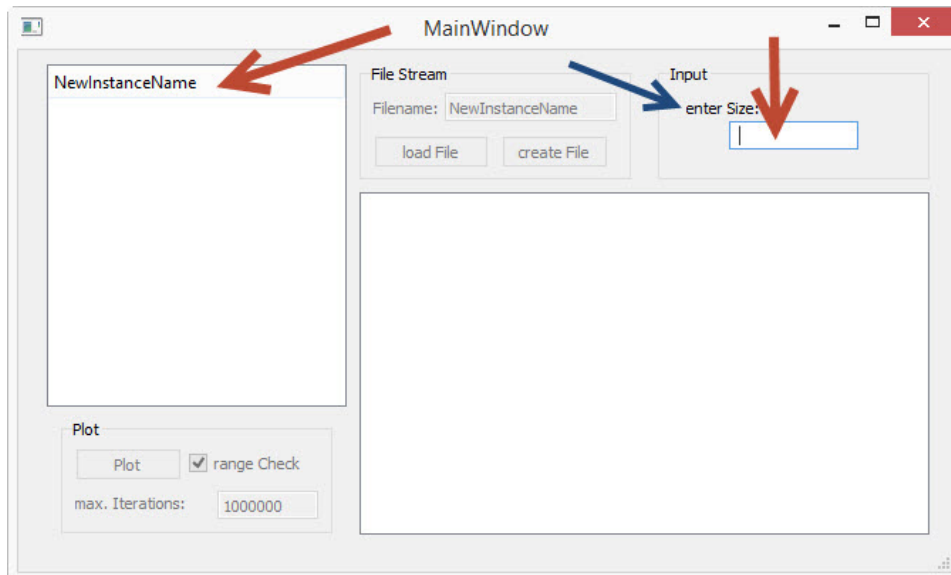 MainWindow
NewInstanceName
File Stream
Filename: NewInstanceName
load File create File
Input
enter Size:
Plot
Plot range Check
max. Iterations: 1000000